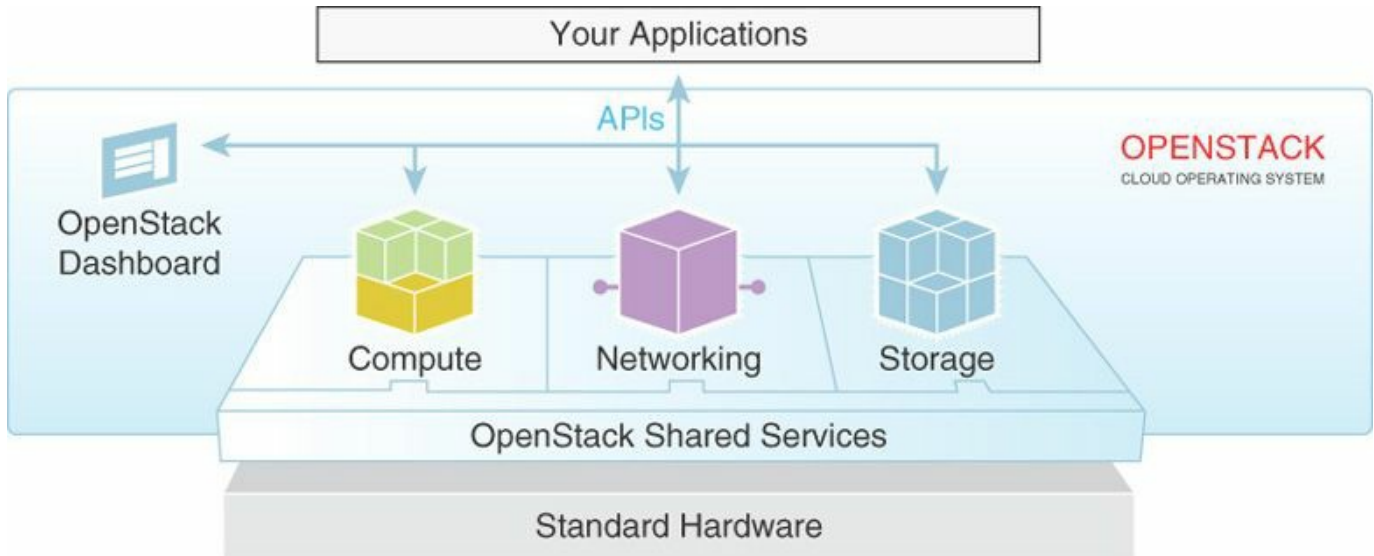 Your Applications
APIs
OPENSTACK
CLOUD OPERATING SYSTEM
OpenStack
Dashboard
Compute
Networking
Storage
OpenStack Shared Services
Standard Hardware